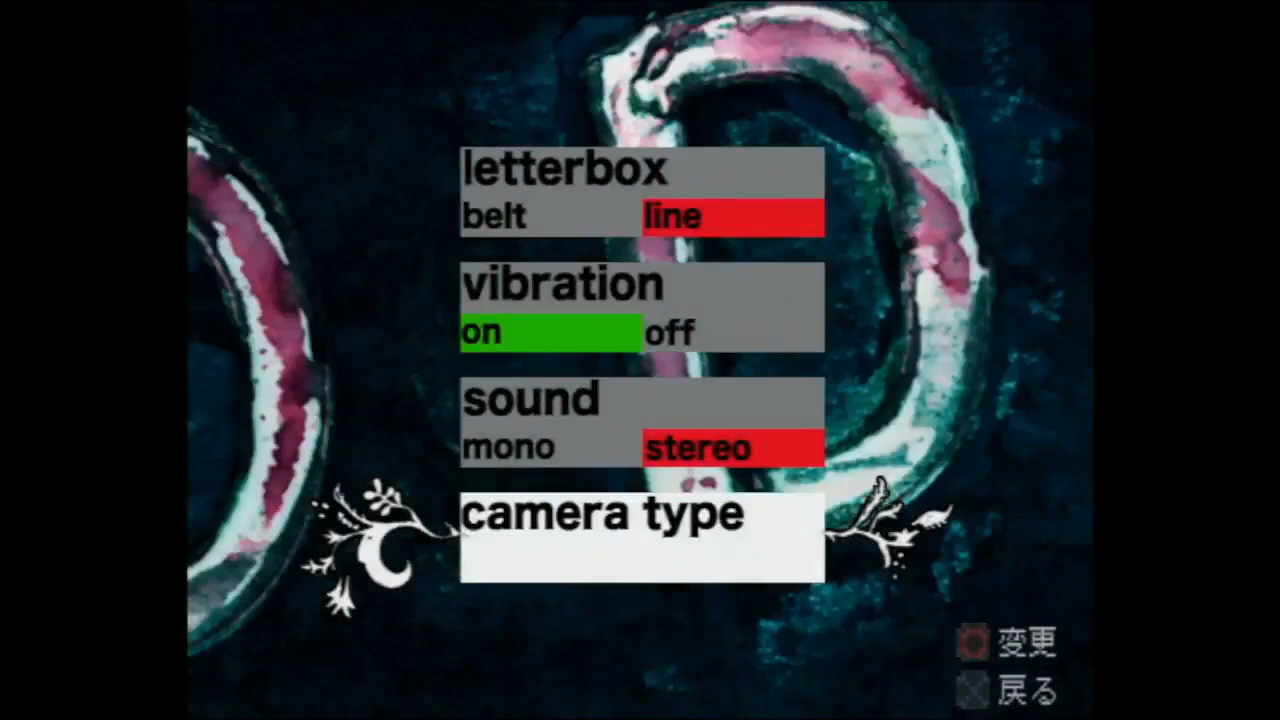 letterbox
belt line
vibration
on off
sound
mono stereo
camera type
変更
戻る